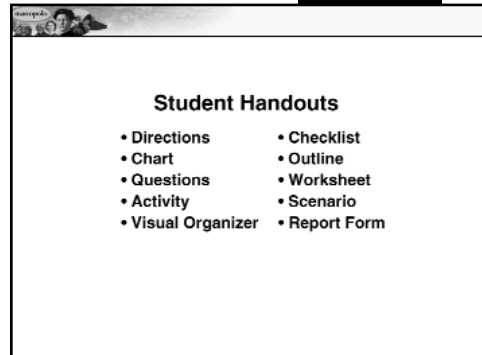 marcopolo
Student Handouts
• Directions
• Chart
• Questions
• Activity
• Visual Organizer
• Checklist
• Outline
• Worksheet
• Scenario
• Report Form